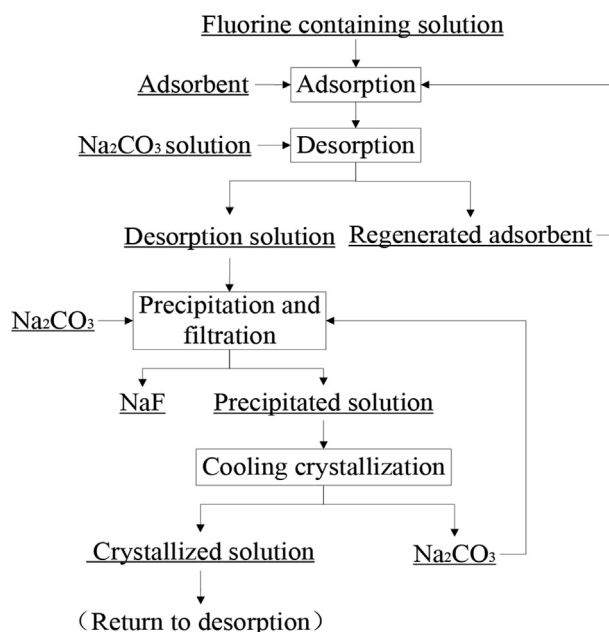 Fluorine containing solution
Adsorbent
Adsorption
Na₂CO₃ solution
Desorption
Desorption solution
Regenerated adsorbent
Na₂CO₃
Precipitation and
filtration
NaF
Precipitated solution
Cooling crystallization
Crystallized solution
Na₂CO₃
（Return to desorption）